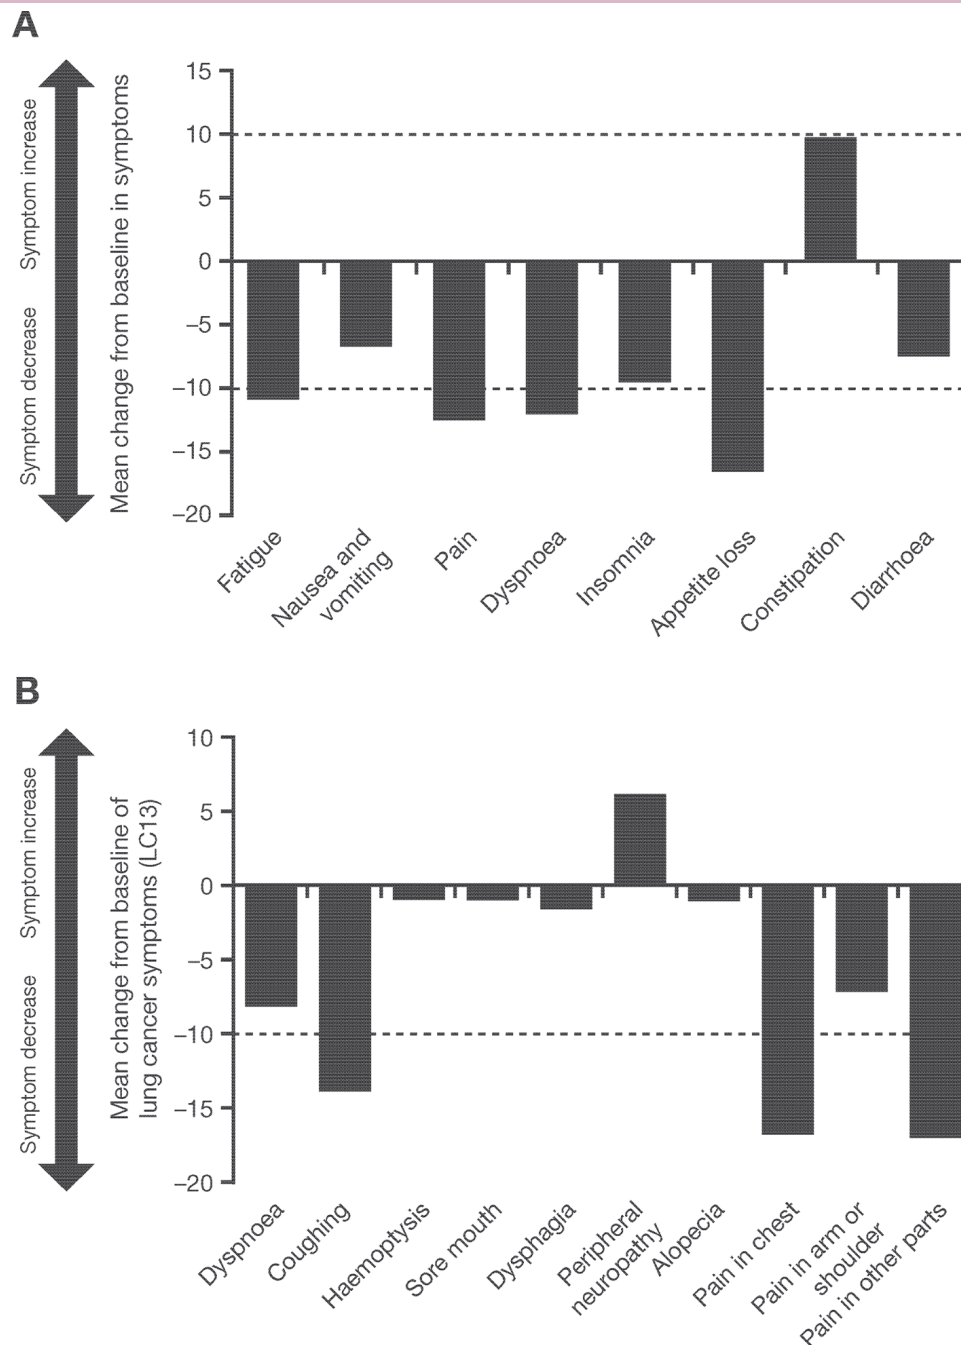 A
Symptom increase
Symptom decrease
Mean change from baseline in symptoms
15
10
5
0
–5
–10
–15
–20
Fatigue
Nausea and
vomiting
Pain
Dyspnoea
Insomnia
Appetite loss
Constipation
Diarrhoea
B
Symptom increase
Symptom decrease
Mean change from baseline of
lung cancer symptoms (LC13)
10
5
0
–5
–10
–15
–20
Dyspnoea
Coughing
Haemoptysis
Sore mouth
Dysphagia
Peripheral
neuropathy
Alopecia
Pain in chest
Pain in arm or
shoulder
Pain in other parts